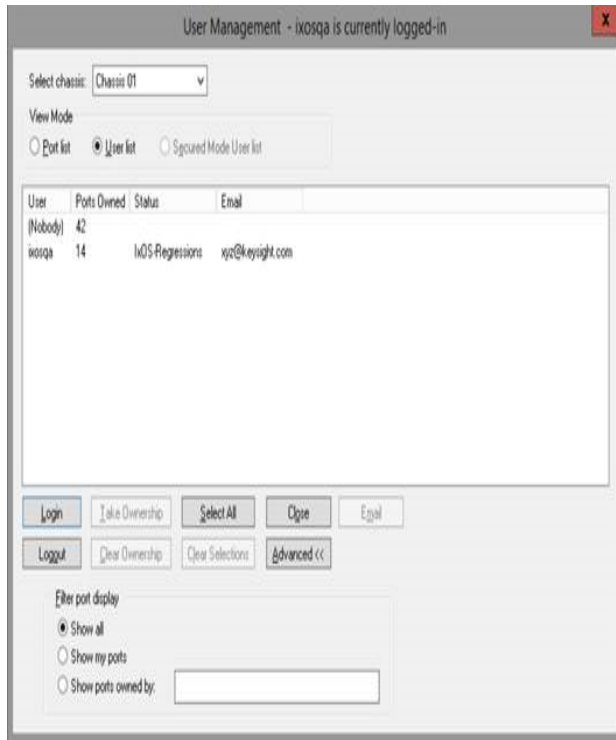 User Management - ixosqa is currently logged-in
x
Select chassis: Chassis 01
View Mode
Port list User list Secured Mode User list
User Ports Owned Status Email
(Nobody) 42
ixosqa 14 IxOS-Regressions xyz@keysight.com
Login Take Ownership Select All Close Email
Logout Clear Ownership Clear Selections Advanced <<
Filter port display
Show all
Show my ports
Show ports owned by: